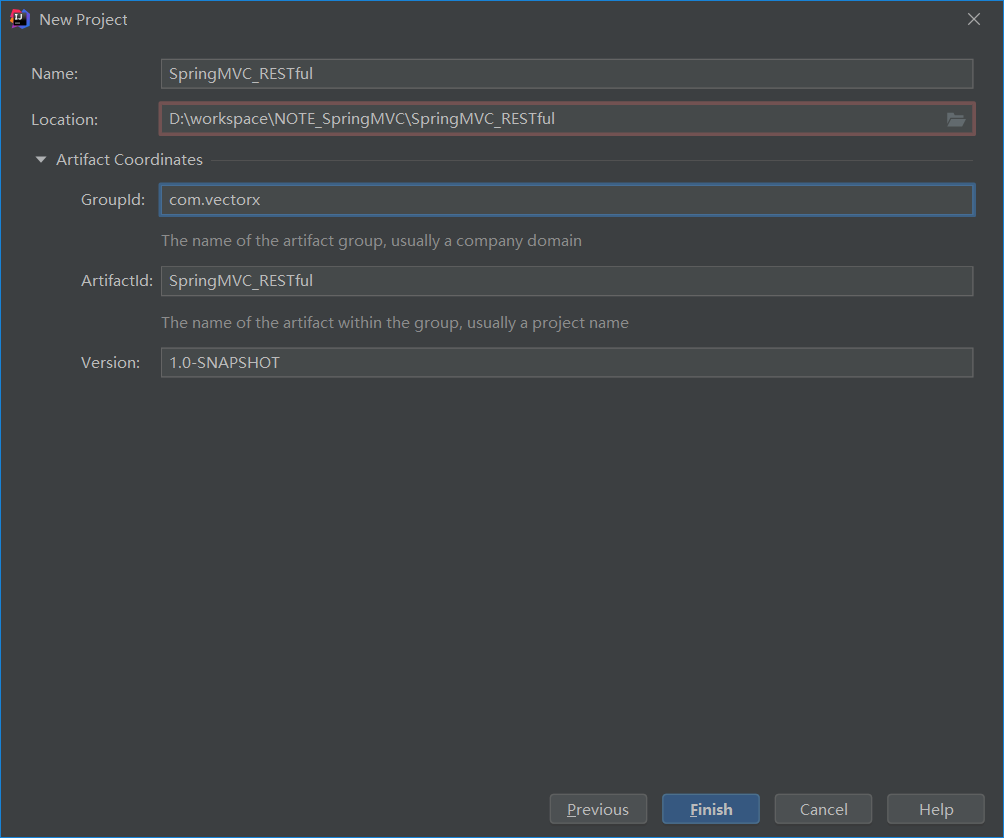 New Project
Name: SpringMVC_RESTful
Location: D:\workspace\NOTE_SpringMVC\SpringMVC_RESTful
Artifact Coordinates
GroupId: com.vectorx
The name of the artifact group, usually a company domain
ArtifactId: SpringMVC_RESTful
The name of the artifact within the group, usually a project name
Version: 1.0-SNAPSHOT
Previous Finish Cancel Help